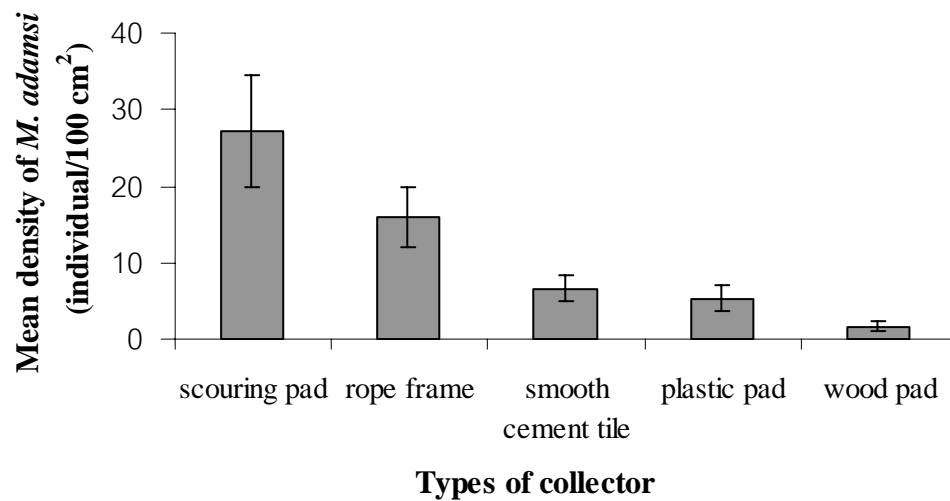 Mean density of M. adamsi
(individual/100 cm²)
40
30
20
10
0
scouring pad rope frame smooth plastic pad wood pad
cement tile
Types of collector